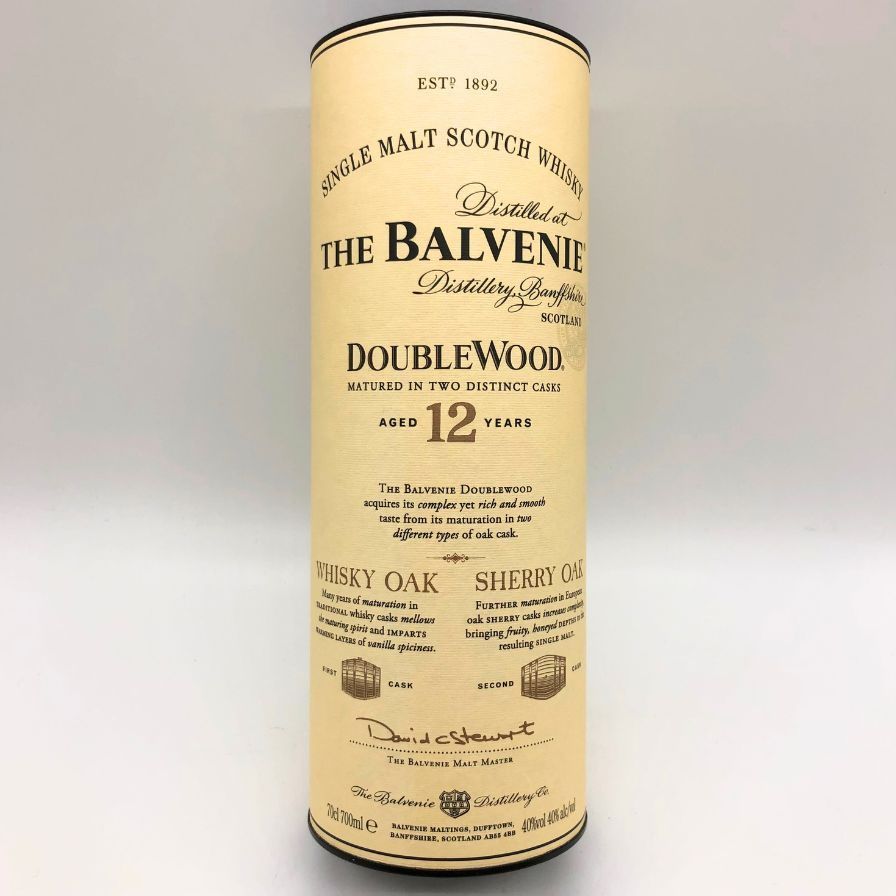 ESTD 1892
SINGLE MALT SCOTCH WHISKY
Distilled at
THE BALVENIE
Distillery, Banffshire
SCOTLAND
DOUBLEWOOD
MATURED IN TWO DISTINCT CASKS
AGED 12 YEARS
THE BALVENIE DOUBLEWOOD
acquires its complex yet rich and smooth
taste from its maturation in two
different types of oak cask.
WHISKY OAK
Many years of maturation in
TRADITIONAL whisky casks mellows
the maturing spirit and IMPARTS
WARMING LAYERS of vanilla spiciness.
FIRST CASK
SHERRY OAK
FURTHER maturation in European
oak SHERRY casks increases complexity
bringing fruity, honeyed DEPTHS to the
resulting SINGLE MALT.
SECOND CASK
David C Stewart
THE BALVENIE MALT MASTER
The Balvenie Distillery Co.
70cl 700ml e
BALVENIE MALTINGS, DUFFTOWN,
BANFFSHIRE, SCOTLAND AB55 4BB
40%vol 40% alc/vol